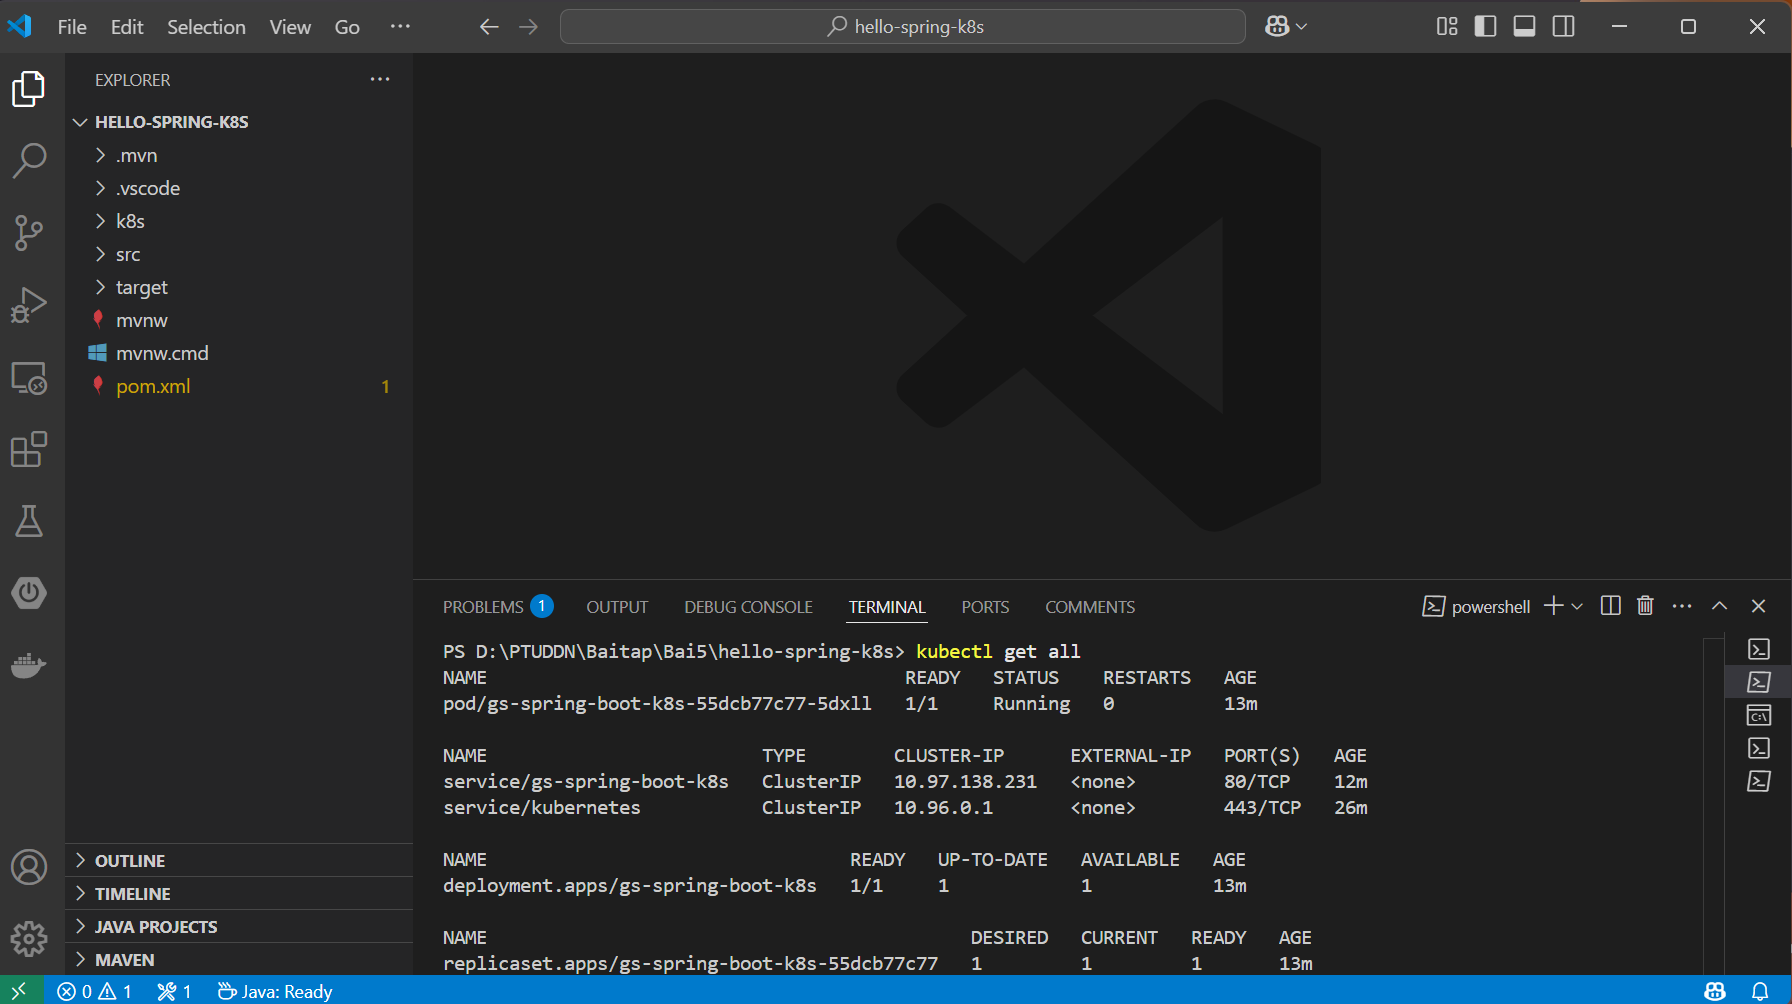 File Edit Selection View Go ··· hello-spring-k8s
EXPLORER ···
HELLO-SPRING-K8S
.mvn
.vscode
k8s
src
target
mvnw
mvnw.cmd
pom.xml 1
OUTLINE
TIMELINE
JAVA PROJECTS
MAVEN
PROBLEMS 1 OUTPUT DEBUG CONSOLE TERMINAL PORTS COMMENTS powershell
PS D:\PTUDDN\Baitap\Bai5\hello-spring-k8s> kubectl get all
NAME READY STATUS RESTARTS AGE
pod/gs-spring-boot-k8s-55dcb77c77-5dxll 1/1 Running 0 13m
NAME TYPE CLUSTER-IP EXTERNAL-IP PORT(S) AGE
service/gs-spring-boot-k8s ClusterIP 10.97.138.231 <none> 80/TCP 12m
service/kubernetes ClusterIP 10.96.0.1 <none> 443/TCP 26m
NAME READY UP-TO-DATE AVAILABLE AGE
deployment.apps/gs-spring-boot-k8s 1/1 1 1 13m
NAME DESIRED CURRENT READY AGE
replicaset.apps/gs-spring-boot-k8s-55dcb77c77 1 1 1 13m
0 1 1 Java: Ready